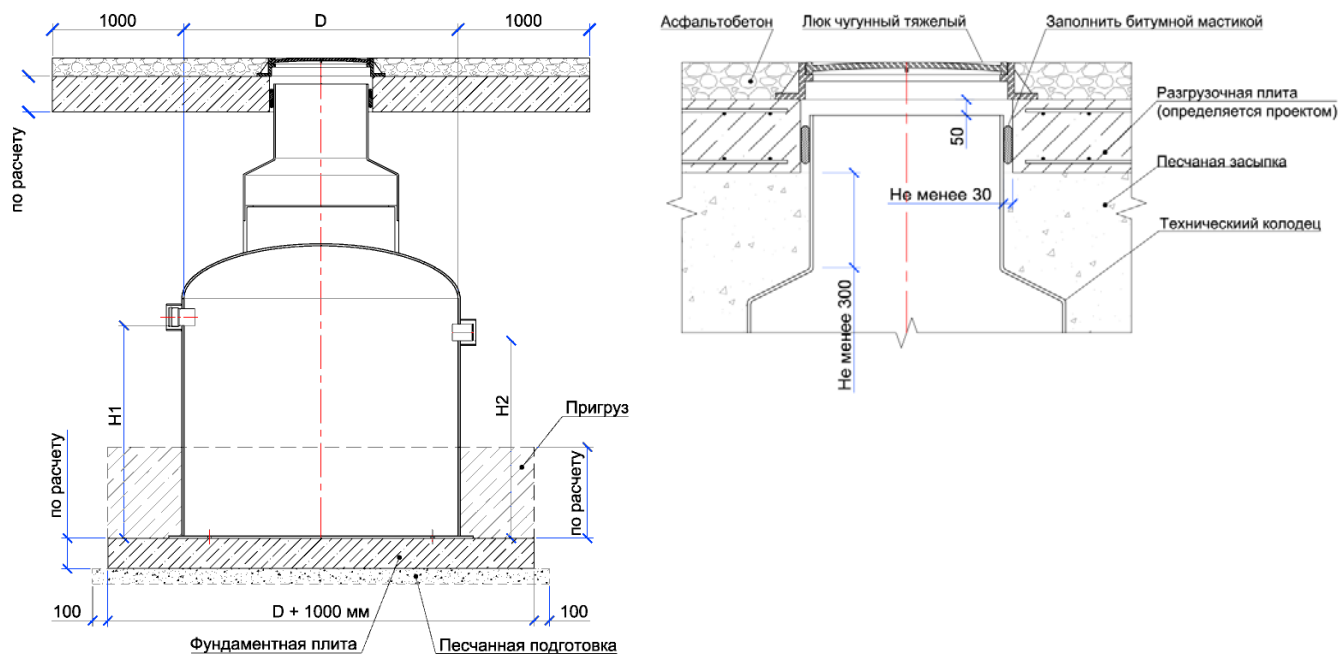 1000
D
1000
по расчету
H1
H2
Пригруз
по расчету
по расчету
100
D + 1000 мм
100
Фундаментная плита
Песчанная подготовка
Асфальтобетон
Люк чугунный тяжелый
Заполнить битумной мастикой
Разгрузочная плита
(определяется проектом)
50
Песчаная засыпка
Не менее 30
Техническиий колодец
Не менее 300